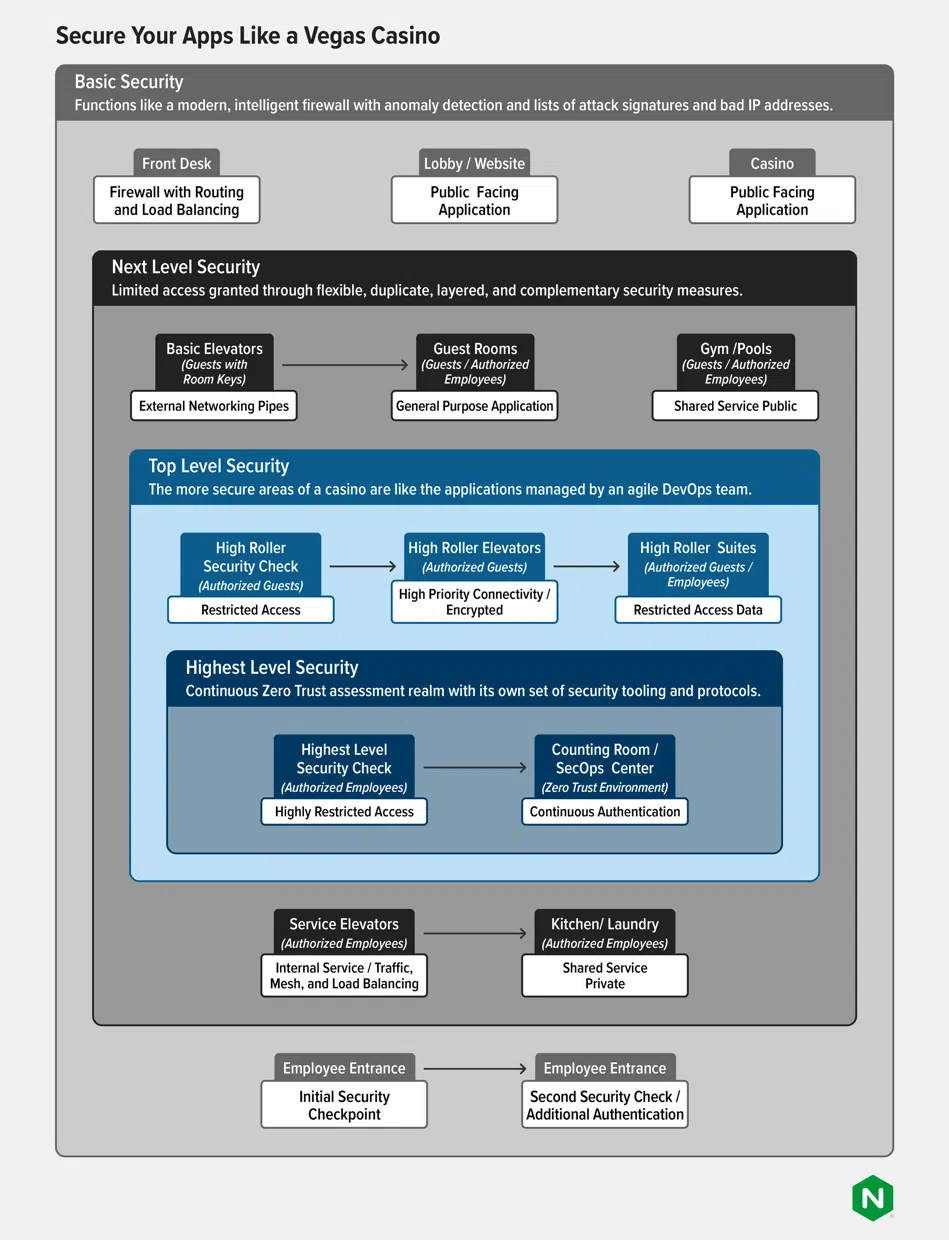 Secure Your Apps Like a Vegas Casino
Basic Security
Functions like a modern, intelligent firewall with anomaly detection and lists of attack signatures and bad IP addresses.
Front Desk
Firewall with Routing
and Load Balancing
Lobby / Website
Public Facing
Application
Casino
Public Facing
Application
Next Level Security
Limited access granted through flexible, duplicate, layered, and complementary security measures.
Basic Elevators
(Guests with
Room Keys)
External Networking Pipes
Guest Rooms
(Guests / Authorized
Employees)
General Purpose Application
Gym /Pools
(Guests / Authorized
Employees)
Shared Service Public
Top Level Security
The more secure areas of a casino are like the applications managed by an agile DevOps team.
High Roller
Security Check
(Authorized Guests)
Restricted Access
High Roller Elevators
(Authorized Guests)
High Priority Connectivity /
Encrypted
High Roller Suites
(Authorized Guests /
Employees)
Restricted Access Data
Highest Level Security
Continuous Zero Trust assessment realm with its own set of security tooling and protocols.
Highest Level
Security Check
(Authorized Employees)
Highly Restricted Access
Counting Room /
SecOps Center
(Zero Trust Environment)
Continuous Authentication
Service Elevators
(Authorized Employees)
Internal Service / Traffic,
Mesh, and Load Balancing
Kitchen/ Laundry
(Authorized Employees)
Shared Service
Private
Employee Entrance
Initial Security
Checkpoint
Employee Entrance
Second Security Check /
Additional Authentication
N